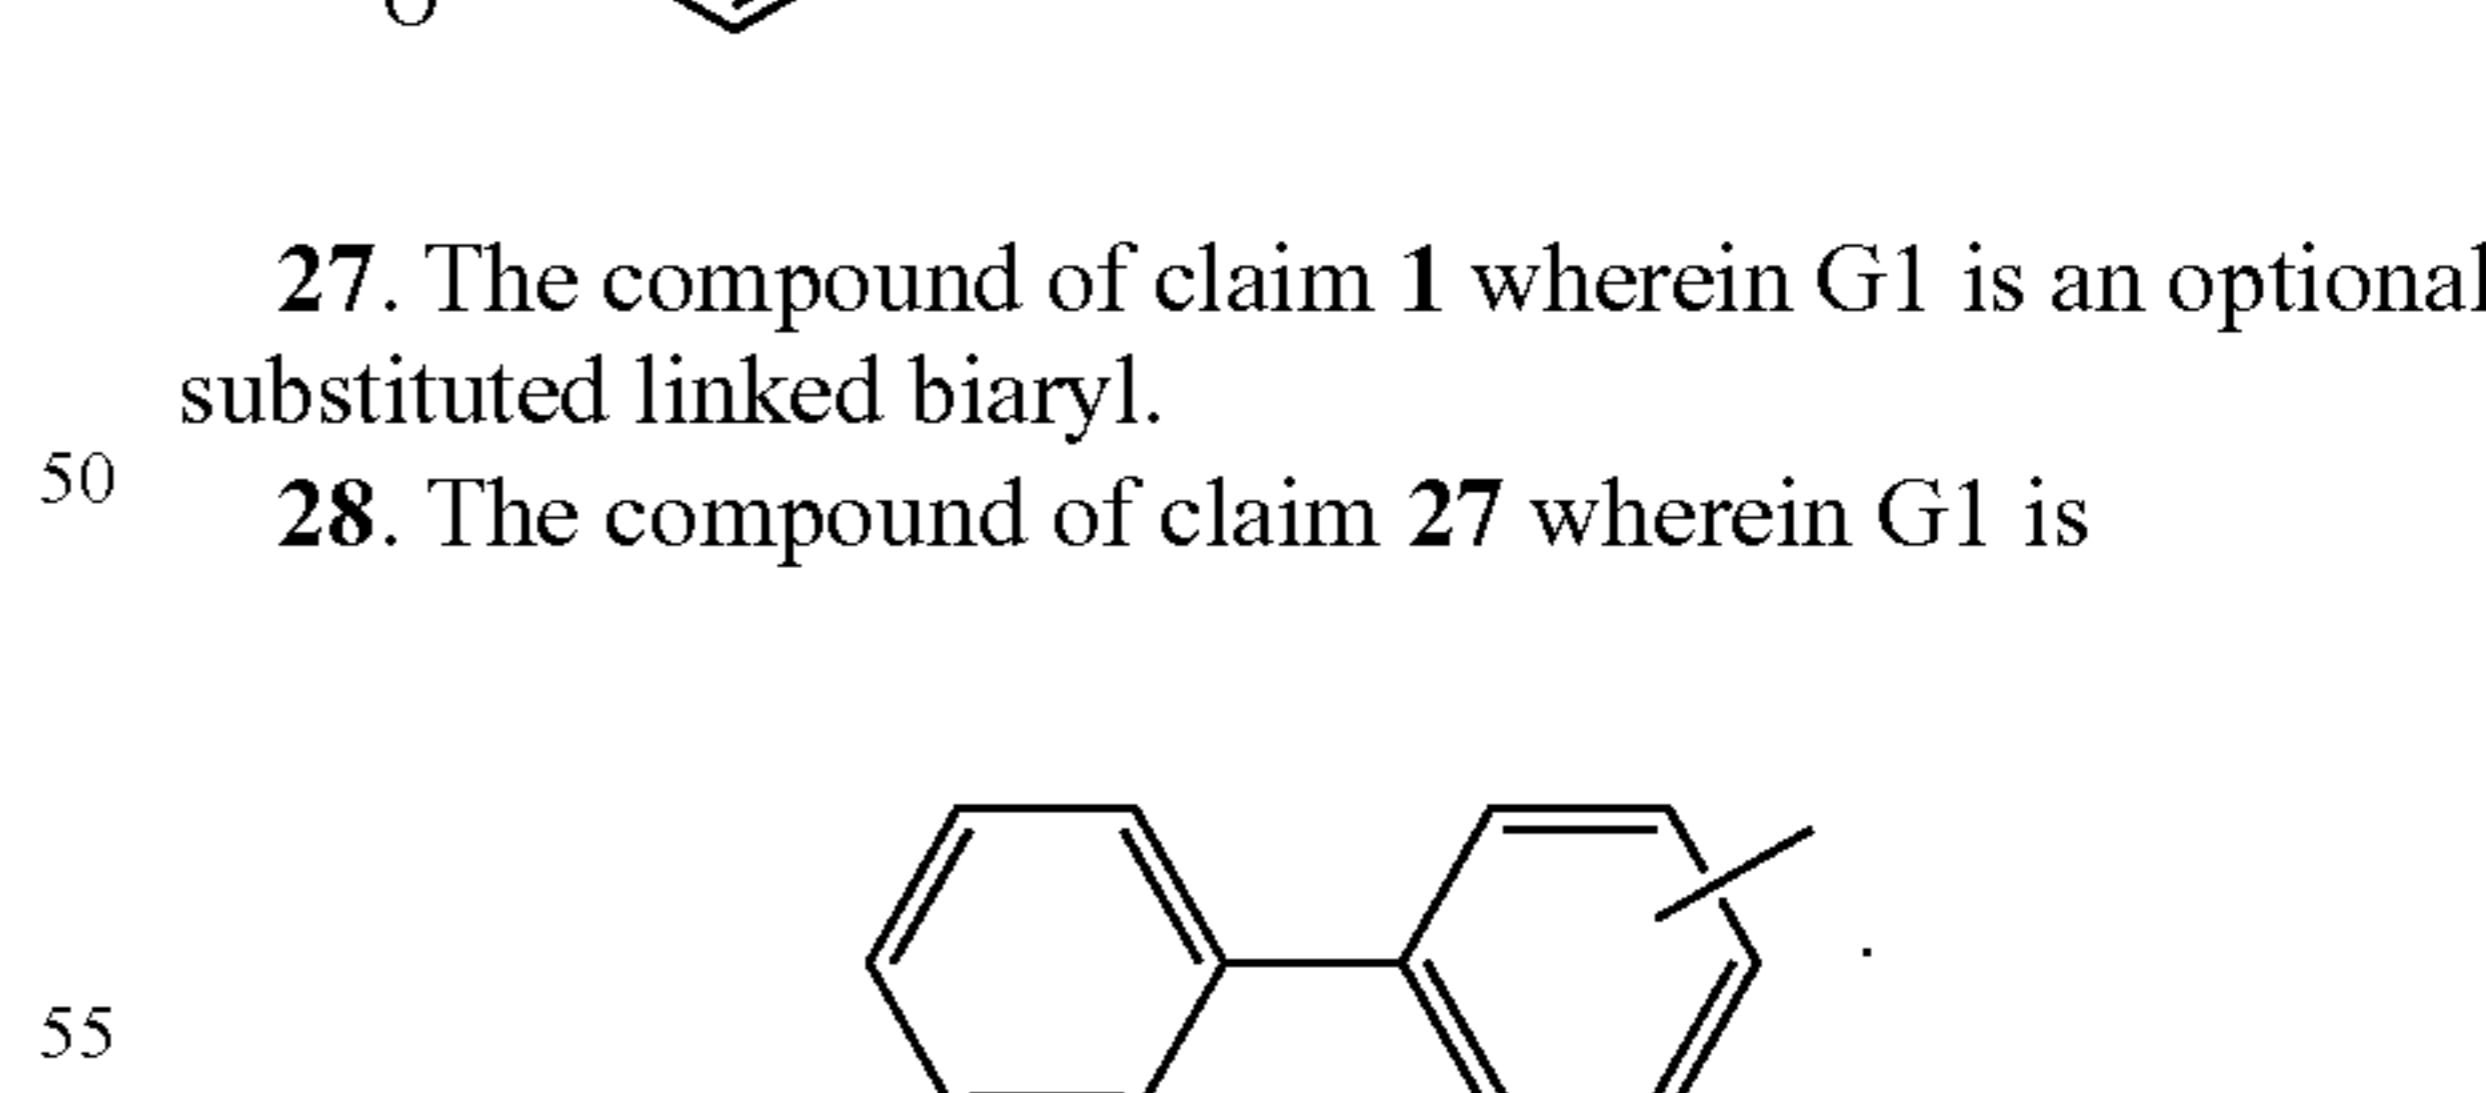 O
27. The compound of claim 1 wherein G1 is an optional
substituted linked biaryl.
50
28. The compound of claim 27 wherein G1 is
.
55